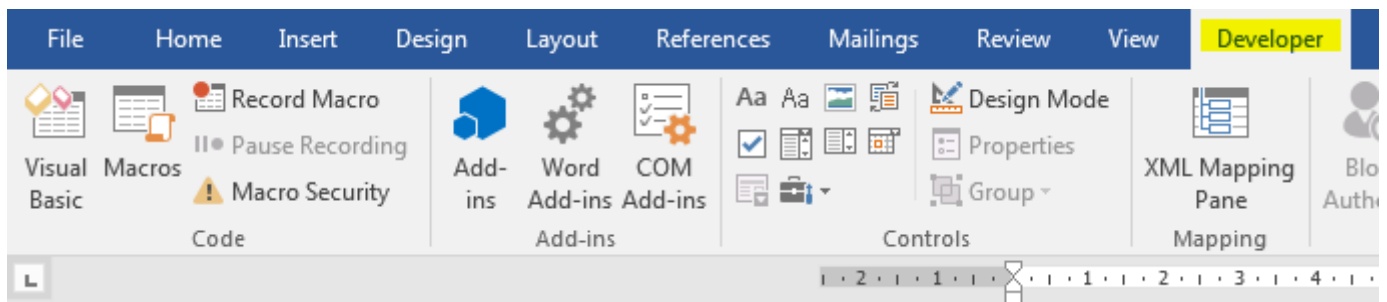 File Home Insert Design Layout References Mailings Review View Developer
Aa Aa
Record Macro
Design Mode
Pause Recording
Properties
Visual Basic
Macros
Add-ins
Word Add-ins
COM Add-ins
XML Mapping Pane
Macro Security
Group
Code Add-ins Controls Mapping
L 2 1 1 2 3 4